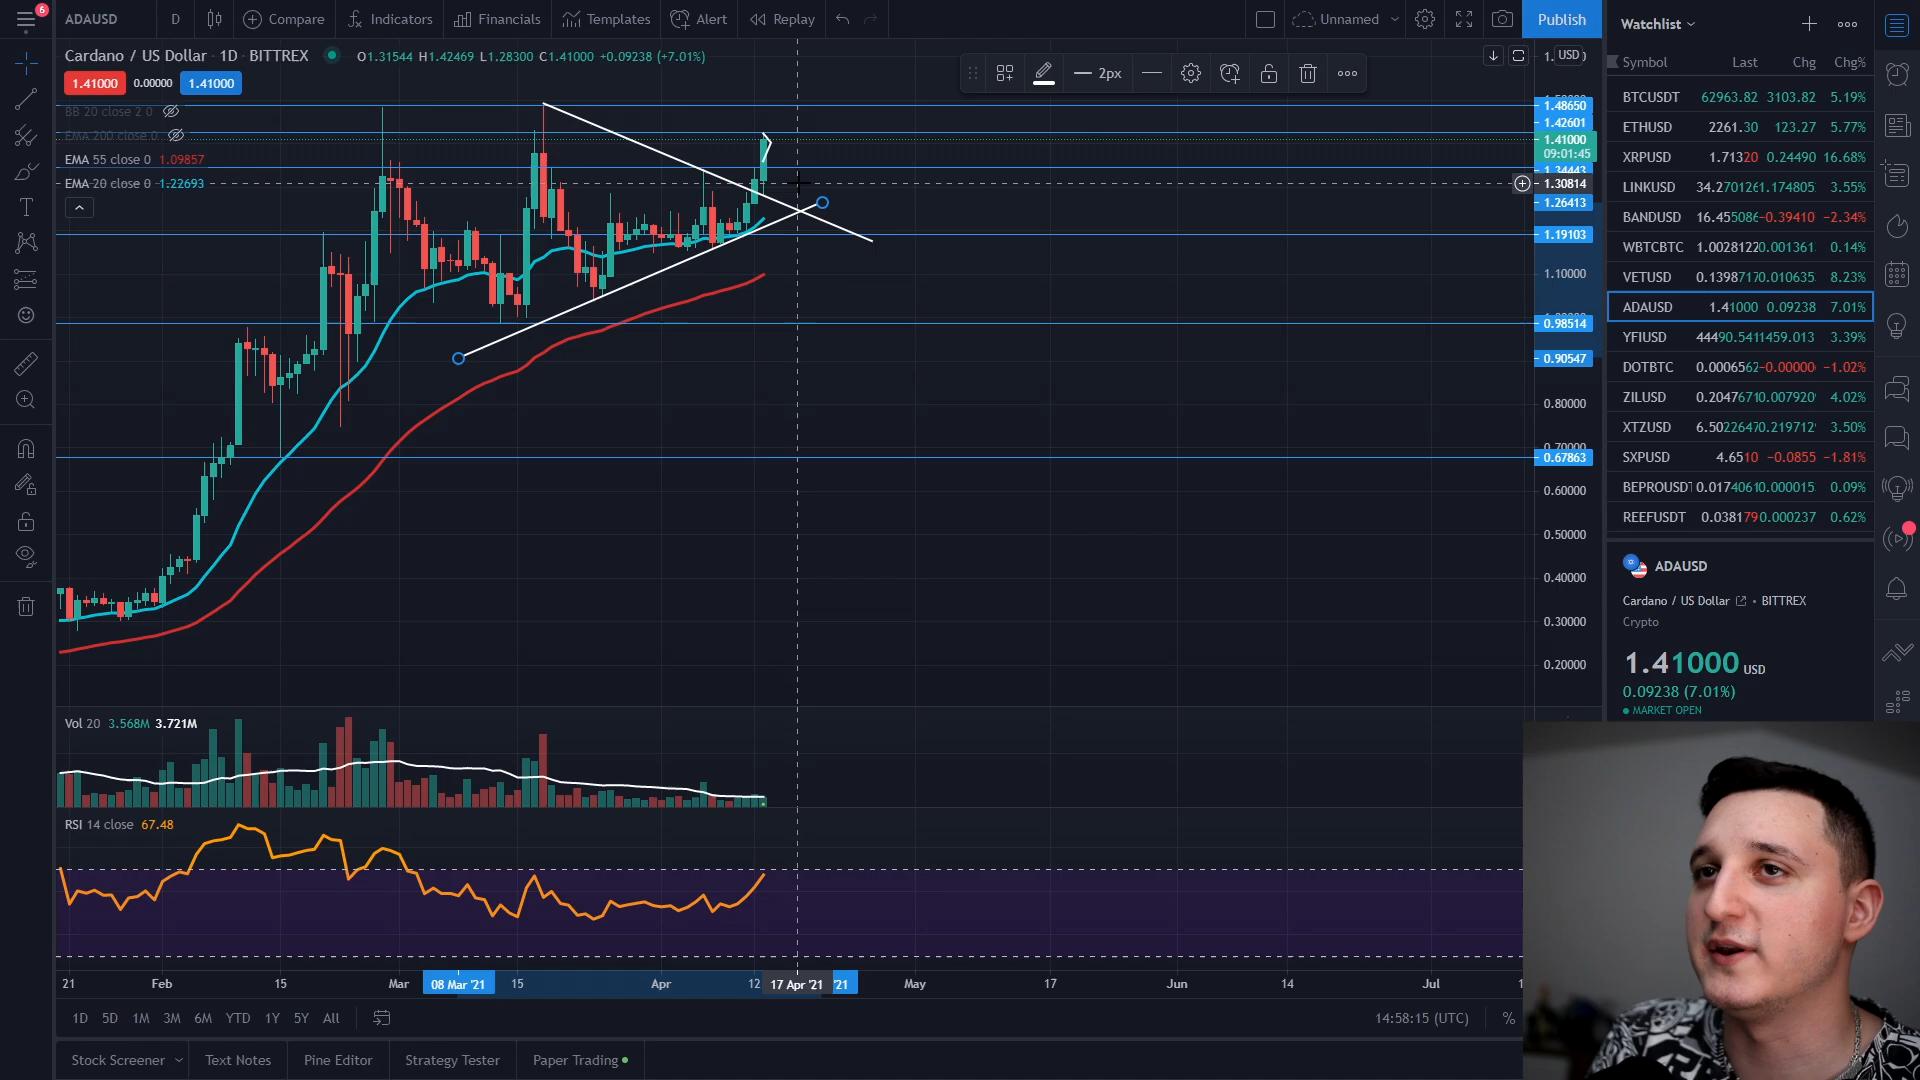 6
ADAUSD D Compare Indicators Financials Templates Alert Replay Unnamed Publish
Cardano / US Dollar · 1D · BITTREX O1.31544 H1.42469 L1.28300 C1.41000 +0.09238 (+7.01%)
1.41000 0.00000 1.41000
BB 20 close 2 0
EMA 200 close 0
EMA 55 close 0 1.09857
EMA 20 close 0 1.22693
2px
USD
1.48650
1.42601
1.41000
09:01:45
1.34443
1.30814
1.26413
1.19103
1.10000
0.98514
0.90547
0.80000
0.70000
0.67863
0.60000
0.50000
0.40000
0.30000
0.20000
Vol 20 3.568M 3.721M
RSI 14 close 67.48
21 Feb 15 Mar 08 Mar '21 15 Apr 12 17 Apr '21 '21 May 17 Jun 14 Jul
1D 5D 1M 3M 6M YTD 1Y 5Y All 14:58:15 (UTC) %
Stock Screener Text Notes Pine Editor Strategy Tester Paper Trading
Watchlist
Symbol Last Chg Chg%
BTCUSDT 62963.82 3103.82 5.19%
ETHUSD 2261.30 123.27 5.77%
XRPUSD 1.71320 0.24490 16.68%
LINKUSD 34.270126 1.174805 3.55%
BANDUSD 16.455086 -0.39410 -2.34%
WBTCBTC 1.0028122 0.001361 0.14%
VETUSD 0.1398717 0.010635 8.23%
ADAUSD 1.41000 0.09238 7.01%
YFIUSD 44490.5411 459.013 3.39%
DOTBTC 0.0006562 -0.00000 -1.02%
ZILUSD 0.2047671 0.007920 4.02%
XTZUSD 6.5022647 0.219712 3.50%
SXPUSD 4.6510 -0.0855 -1.81%
BEPROUSDT 0.0174061 0.000015 0.09%
REEFUSDT 0.038179 0.000237 0.62%
ADAUSD
Cardano / US Dollar • BITTREX
Crypto
1.41000 USD
0.09238 (7.01%)
MARKET OPEN